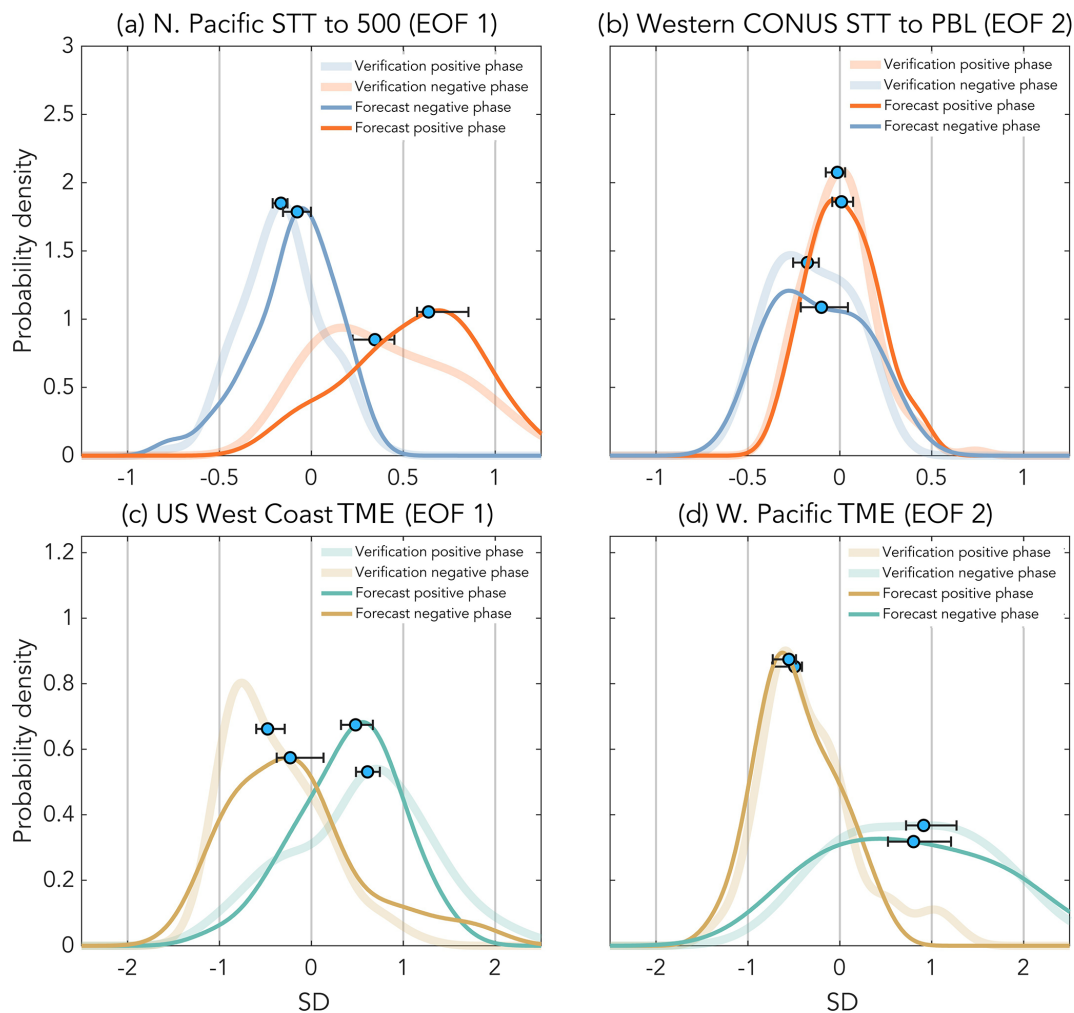 (a) N. Pacific STT to 500 (EOF 1)
3
2.5
2
1.5
1
0.5
0
Probability density
Verification positive phase
Verification negative phase
Forecast negative phase
Forecast positive phase
-1
-0.5
0
0.5
1
(b) Western CONUS STT to PBL (EOF 2)
Verification positive phase
Verification negative phase
Forecast positive phase
Forecast negative phase
-1
-0.5
0
0.5
1
(c) US West Coast TME (EOF 1)
1.2
1
0.8
0.6
0.4
0.2
0
Probability density
Verification positive phase
Verification negative phase
Forecast positive phase
Forecast negative phase
-2
-1
0
1
2
SD
(d) W. Pacific TME (EOF 2)
Verification positive phase
Verification negative phase
Forecast positive phase
Forecast negative phase
-2
-1
0
1
2
SD